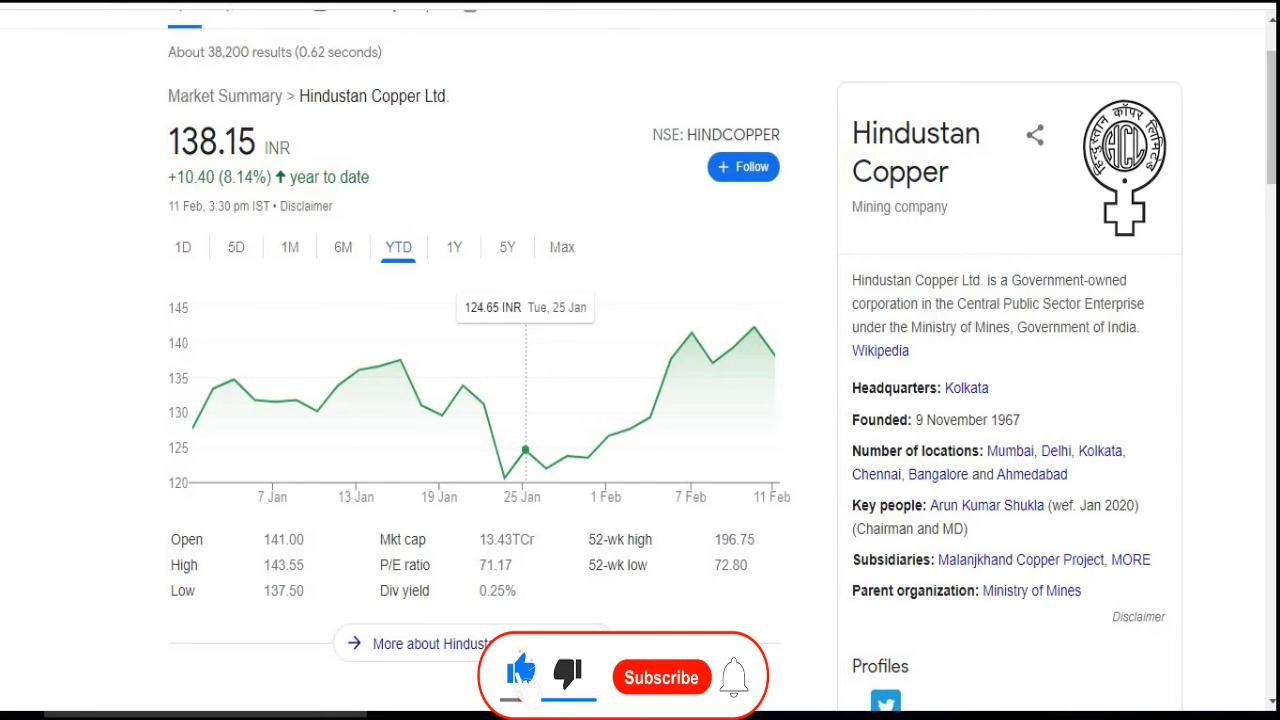 About 38,200 results (0.62 seconds)
Market Summary > Hindustan Copper Ltd.
138.15 INR
+10.40 (8.14%) ↑ year to date
11 Feb, 3:30 pm IST • Disclaimer
NSE: HINDCOPPER
+ Follow
1D 5D 1M 6M YTD 1Y 5Y Max
124.65 INR Tue, 25 Jan
145
140
135
130
125
120
7 Jan 13 Jan 19 Jan 25 Jan 1 Feb 7 Feb 11 Feb
Open 141.00 Mkt cap 13.43TCr 52-wk high 196.75
High 143.55 P/E ratio 71.17 52-wk low 72.80
Low 137.50 Div yield 0.25%
→ More about Hindust
Subscribe
Hindustan
Copper
Mining company
हिन्दुस्तान कॉपर लिमिटेड
HCL
Hindustan Copper Ltd. is a Government-owned
corporation in the Central Public Sector Enterprise
under the Ministry of Mines, Government of India.
Wikipedia
Headquarters: Kolkata
Founded: 9 November 1967
Number of locations: Mumbai, Delhi, Kolkata,
Chennai, Bangalore and Ahmedabad
Key people: Arun Kumar Shukla (wef. Jan 2020)
(Chairman and MD)
Subsidiaries: Malanjkhand Copper Project, MORE
Parent organization: Ministry of Mines
Disclaimer
Profiles